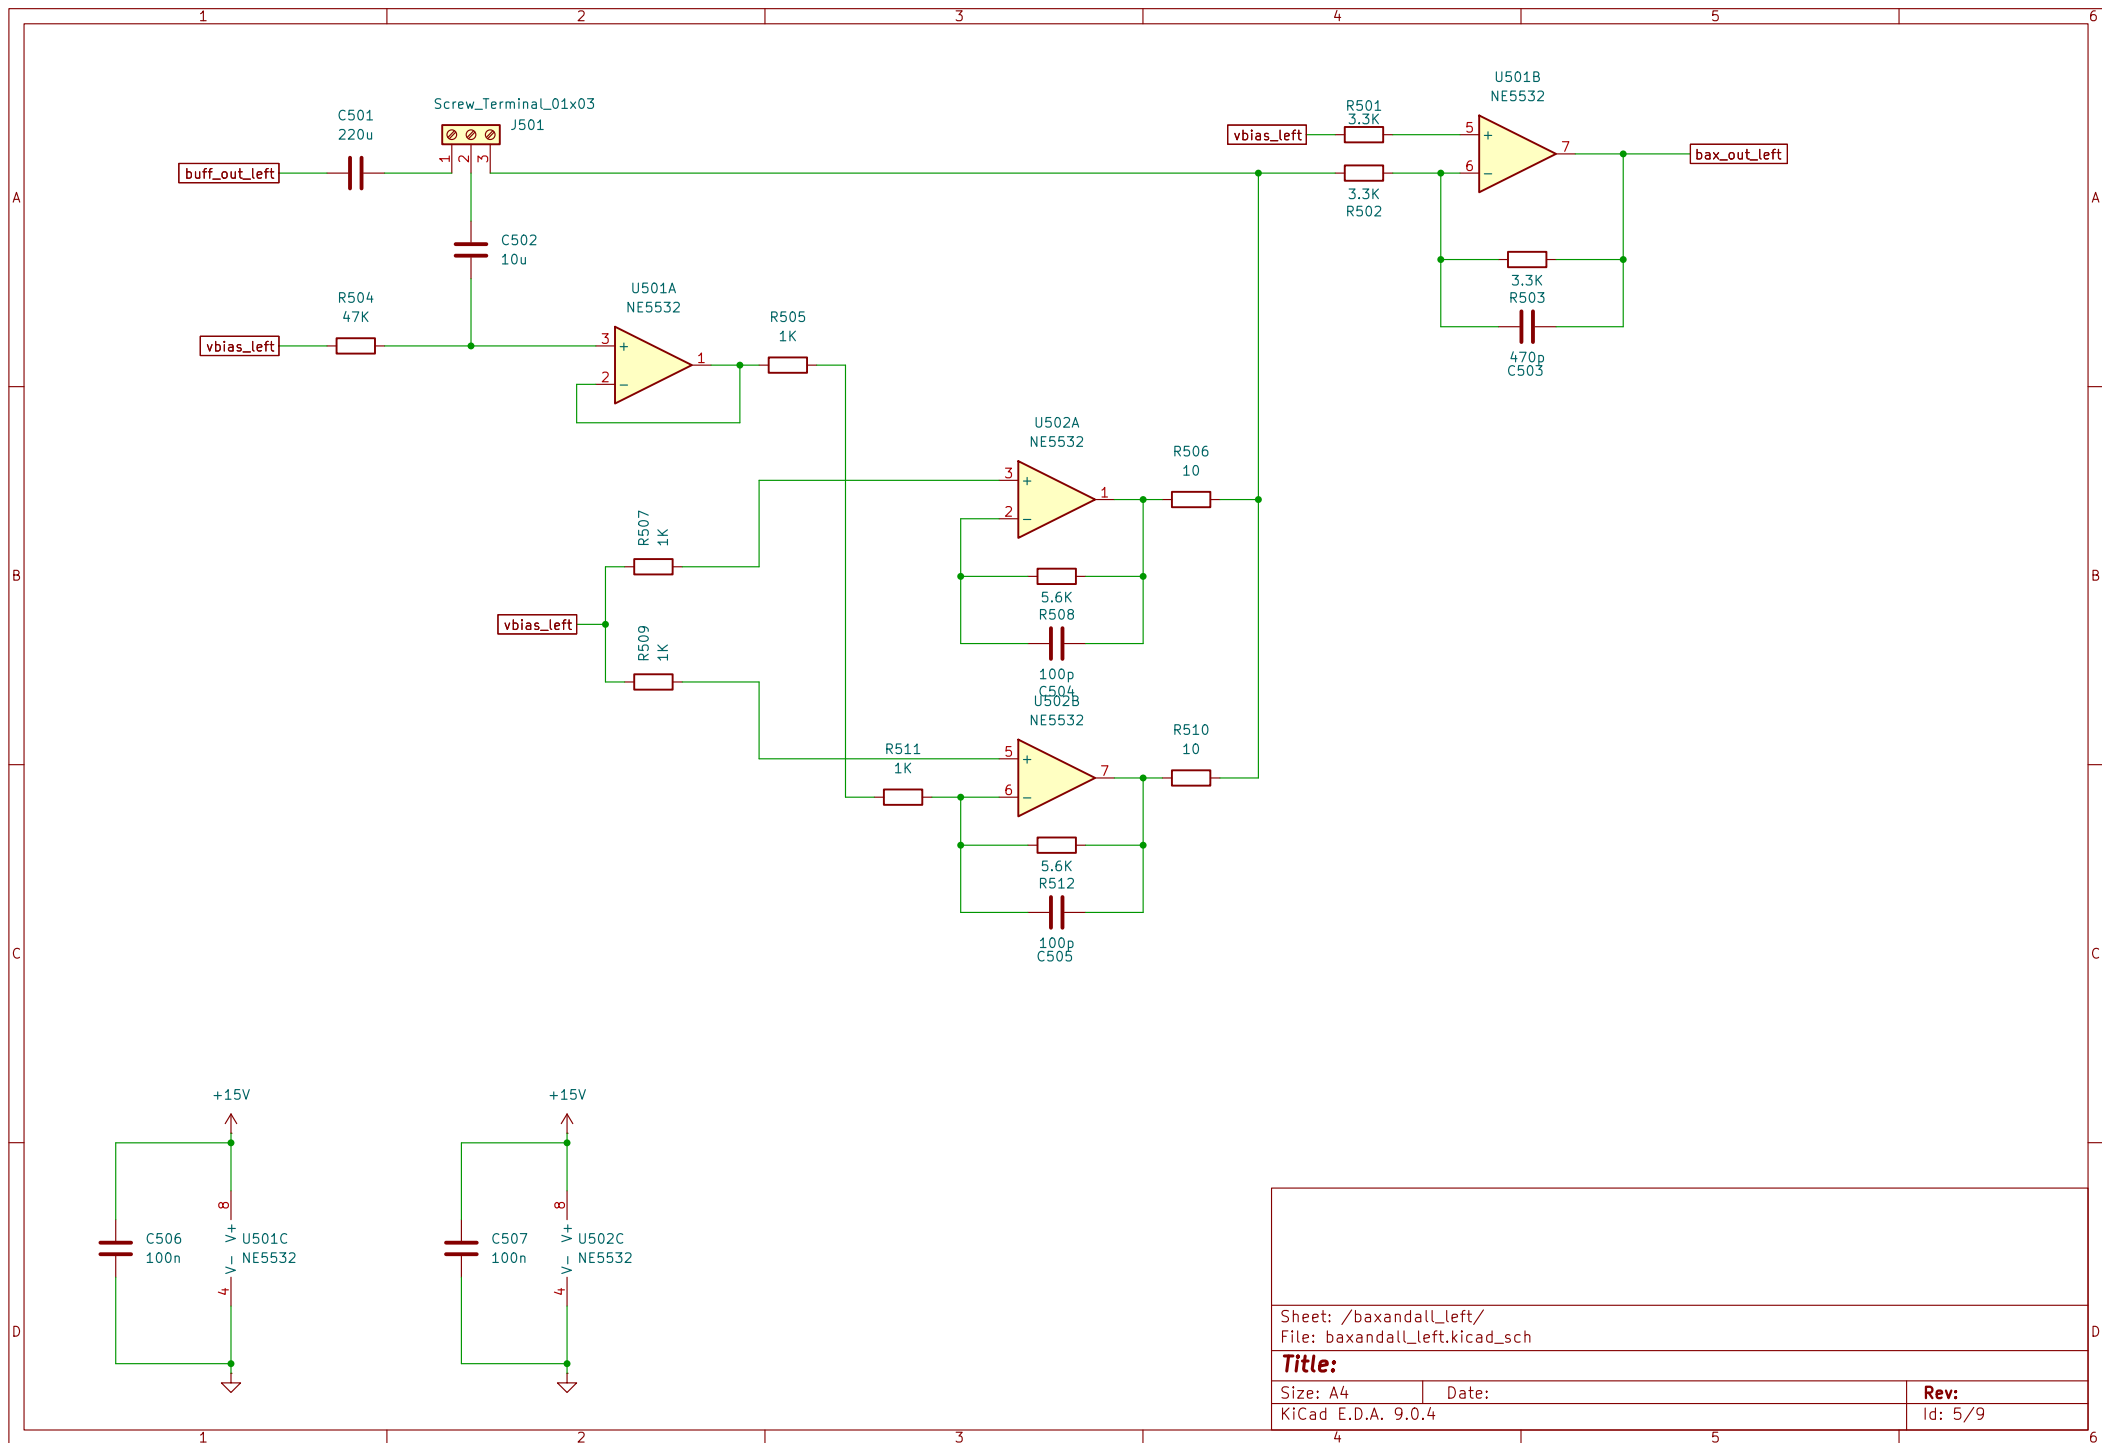 1 2 3 4 5 6
A
B
C
D
Screw_Terminal_01x03
J501
1 2 3
C501
220u
buff_out_left
C502
10u
R504
47K
vbias_left
U501A
NE5532
3 +
2 −
1
R505
1K
R501
3.3K
vbias_left
3.3K
R502
U501B
NE5532
5 +
6 −
7
bax_out_left
3.3K
R503
470p
C503
U502A
NE5532
3 +
2 −
1
R506
10
R507
1K
vbias_left
R509
1K
5.6K
R508
100p
C504
U502B
NE5532
5 +
6 −
7
R510
10
R511
1K
5.6K
R512
100p
C505
+15V
8
V+
V−
4
C506
100n
U501C
NE5532
+15V
8
V+
V−
4
C507
100n
U502C
NE5532
A
B
C
D
Sheet: /baxandall_left/
File: baxandall_left.kicad_sch
Title:
Size: A4 Date: Rev:
KiCad E.D.A. 9.0.4 Id: 5/9
1 2 3 4 5 6